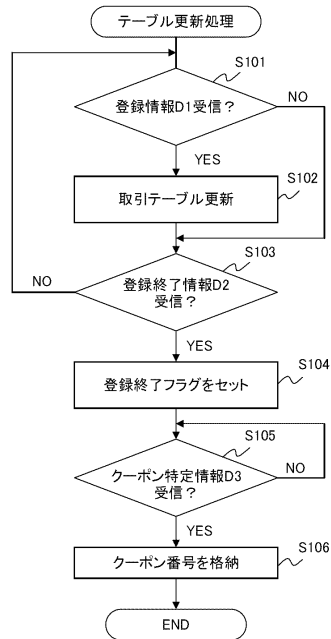 テーブル更新処理
S101
登録情報D1受信？
NO
YES
S102
取引テーブル更新
S103
登録終了情報D2
受信？
NO
YES
S104
登録終了フラグをセット
S105
クーポン特定情報D3
受信？
NO
YES
S106
クーポン番号を格納
END